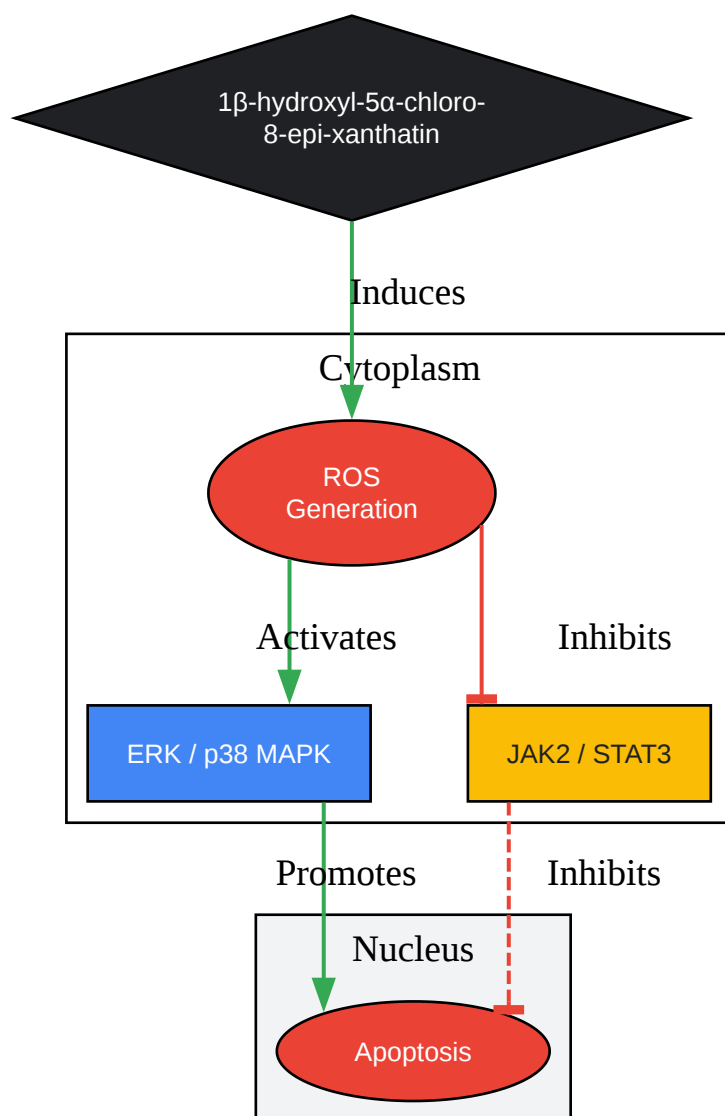 1β-hydroxyl-5α-chloro-
8-epi-xanthatin
Induces
Cytoplasm
ROS
Generation
Activates
Inhibits
ERK / p38 MAPK
JAK2 / STAT3
Promotes
Inhibits
Nucleus
Apoptosis